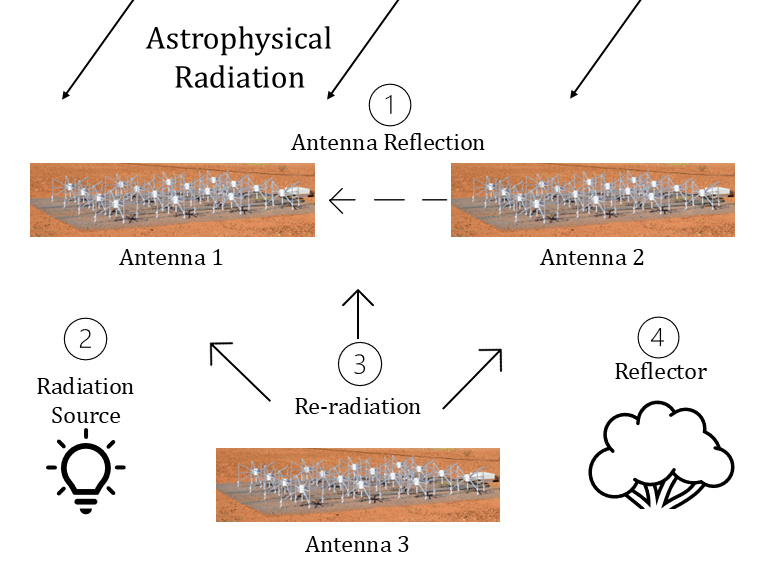 Astrophysical
Radiation
1
Antenna Reflection
Antenna 1
Antenna 2
2
Radiation
Source
3
Re-radiation
4
Reflector
Antenna 3